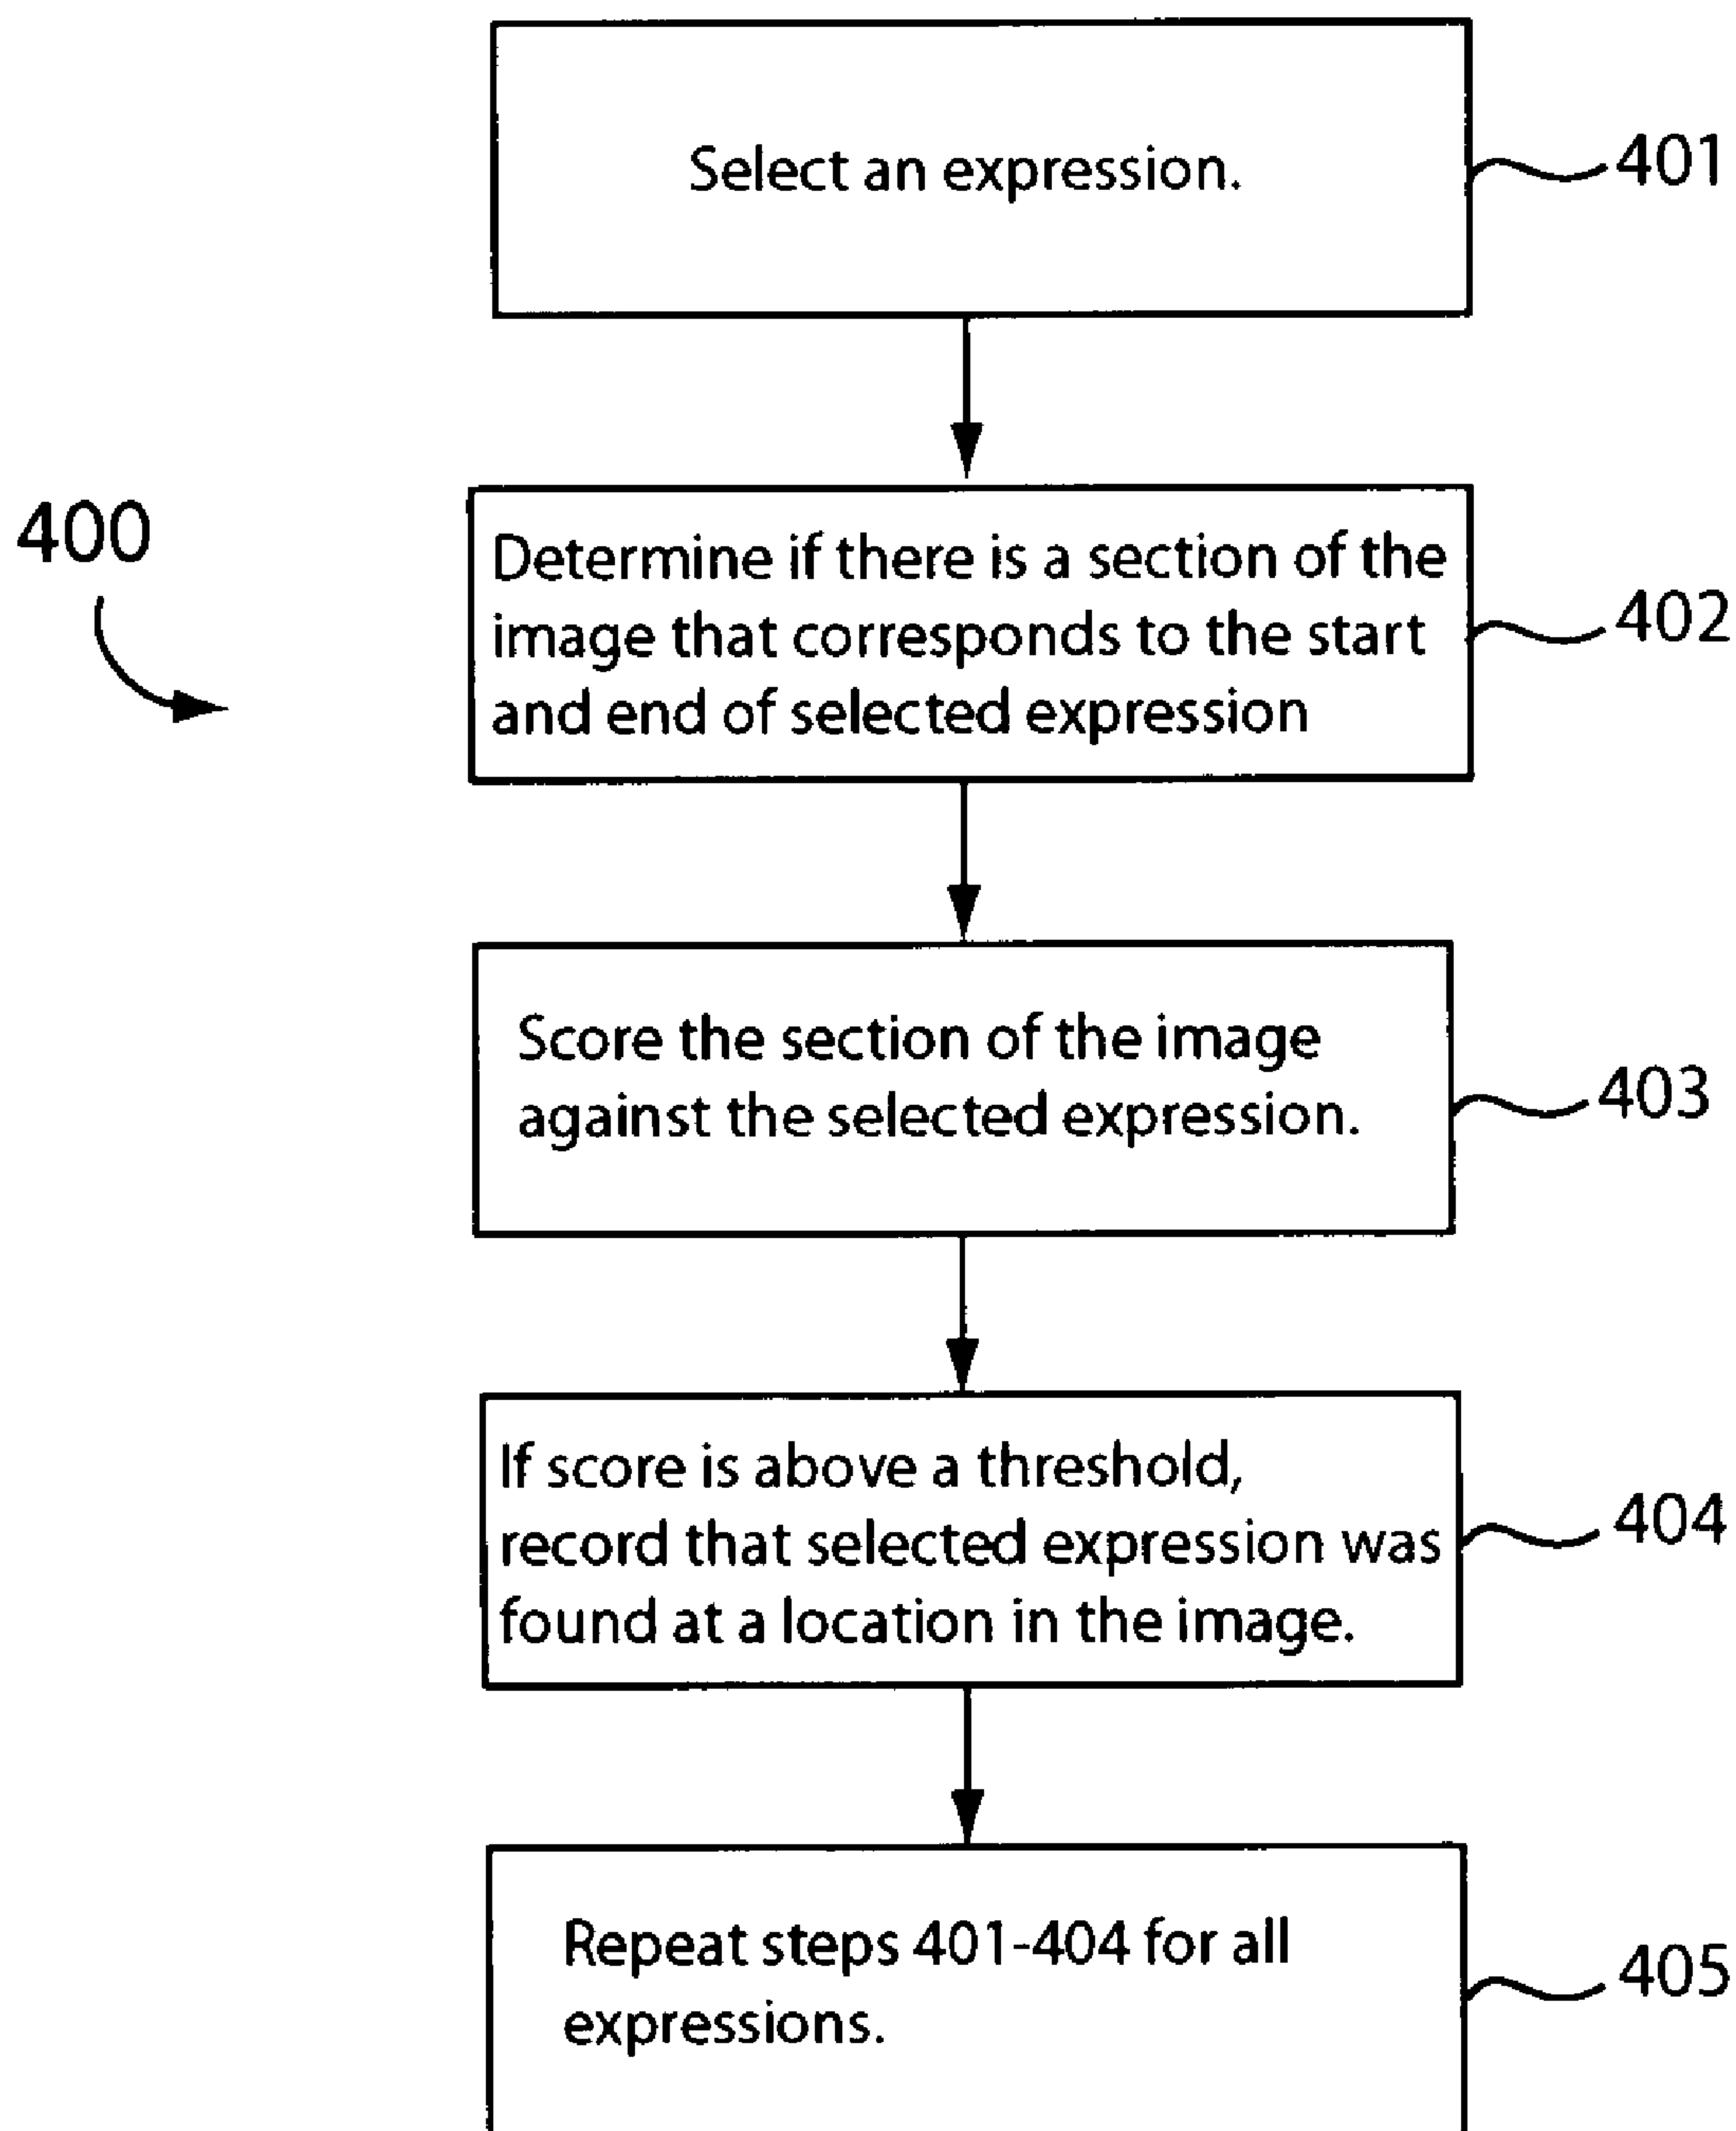 Select an expression.
401
400
Determine if there is a section of the
image that corresponds to the start
and end of selected expression
402
Score the section of the image
against the selected expression.
403
If score is above a threshold,
record that selected expression was
found at a location in the image.
404
Repeat steps 401-404 for all
expressions.
405